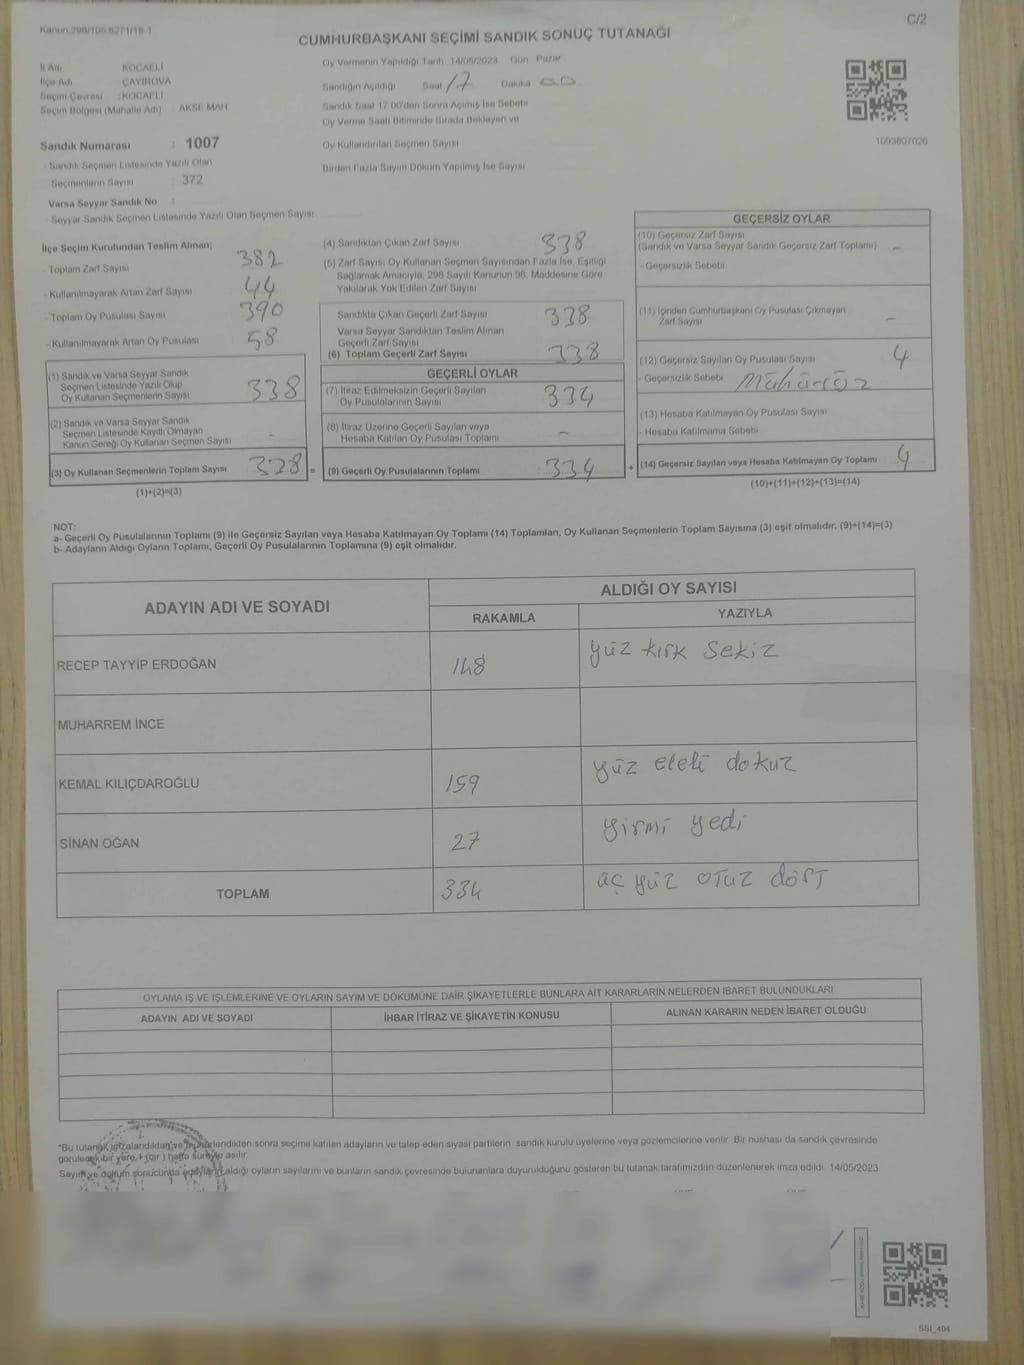 Kanun:298/105,6271/18-1
C/2
CUMHURBAŞKANI SEÇİMİ SANDIK SONUÇ TUTANAĞI
İl Adı KOCAELİ
İlçe Adı ÇAYIROVA
Seçim Çevresi : KOCAELİ
Seçim Bölgesi (Mahalle Adı) AKSE MAH.
Sandık Numarası : 1007
- Sandık Seçmen Listesinde Yazılı Olan
Seçmenlerin Sayısı : 372
Varsa Seyyar Sandık No :
- Seyyar Sandık Seçmen Listesinde Yazılı Olan Seçmen Sayısı
Oy Vermenin Yapıldığı Tarih 14/05/2023 Gün Pazar
Sandığın Açıldığı Saat 17 Dakika 00
Sandık Saat 17:00'den Sonra Açılmış İse Sebebi
Oy Verme Saati Bitiminde Sırada Bekleyen ve
Oy Kullandırılan Seçmen Sayısı
Birden Fazla Sayım Döküm Yapılmış İse Sayısı
1093807026
İlçe Seçim Kurulundan Teslim Alınan;
- Toplam Zarf Sayısı 382
- Kullanılmayarak Artan Zarf Sayısı 44
- Toplam Oy Pusulası Sayısı 390
- Kullanılmayarak Artan Oy Pusulası 58
(1) Sandık ve Varsa Seyyar Sandık
Seçmen Listesinde Yazılı Olup
Oy Kullanan Seçmenlerin Sayısı 338
(2) Sandık ve Varsa Seyyar Sandık
Seçmen Listesinde Kayıtlı Olmayan
Kanun Gereği Oy Kullanan Seçmen Sayısı -
(3) Oy Kullanan Seçmenlerin Toplam Sayısı 338 =
(1)+(2)=(3)
(4) Sandıktan Çıkan Zarf Sayısı 338
(5) Zarf Sayısı Oy Kullanan Seçmen Sayısından Fazla İse, Eşitliği
Sağlamak Amacıyla, 298 Sayılı Kanunun 98. Maddesine Göre
Yakılarak Yok Edilen Zarf Sayısı
Sandıkta Çıkan Geçerli Zarf Sayısı 338
Varsa Seyyar Sandıktan Teslim Alınan
Geçerli Zarf Sayısı
(6) Toplam Geçerli Zarf Sayısı 338
GEÇERLİ OYLAR
(7) İtiraz Edilmeksizin Geçerli Sayılan
Oy Pusulalarının Sayısı 334
(8) İtiraz Üzerine Geçerli Sayılan veya
Hesaba Katılan Oy Pusulası Toplamı -
(9) Geçerli Oy Pusulalarının Toplamı : 334 +
GEÇERSİZ OYLAR
(10) Geçersiz Zarf Sayısı
(Sandık ve Varsa Seyyar Sandık Geçersiz Zarf Toplamı) -
- Geçersizlik Sebebi
(11) İçinden Cumhurbaşkanı Oy Pusulası Çıkmayan
Zarf Sayısı -
(12) Geçersiz Sayılan Oy Pusulası Sayısı 4
- Geçersizlik Sebebi Mühürsüz
(13) Hesaba Katılmayan Oy Pusulası Sayısı
- Hesaba Katılmama Sebebi
(14) Geçersiz Sayılan veya Hesaba Katılmayan Oy Toplamı 4
(10)+(11)+(12)+(13)=(14)
NOT:
a- Geçerli Oy Pusulalarının Toplamı (9) ile Geçersiz Sayılan veya Hesaba Katılmayan Oy Toplamı (14) Toplamları, Oy Kullanan Seçmenlerin Toplam Sayısına (3) eşit olmalıdır. (9)+(14)=(3)
b- Adayların Aldığı Oyların Toplamı, Geçerli Oy Pusulalarının Toplamına (9) eşit olmalıdır.
ADAYIN ADI VE SOYADI
ALDIĞI OY SAYISI
RAKAMLA YAZIYLA
RECEP TAYYİP ERDOĞAN 148 yüz kırk sekiz
MUHARREM İNCE
KEMAL KILIÇDAROĞLU 159 yüz eleli dokuz
SİNAN OĞAN 27 yirmi yedi
TOPLAM 334 üç yüz otuz dört
OYLAMA İŞ VE İŞLEMLERİNE VE OYLARIN SAYIM VE DÖKÜMÜNE DAİR ŞİKAYETLERLE BUNLARA AİT KARARLARIN NELERDEN İBARET BULUNDUKLARI
ADAYIN ADI VE SOYADI İHBAR İTİRAZ VE ŞİKAYETİN KONUSU ALINAN KARARIN NEDEN İBARET OLDUĞU
*Bu tutanak imzalandıktan ve mühürlendikten sonra seçime katılan adayların ve talep eden siyasi partilerin sandık kurulu üyelerine veya gözlemcilerine verilir. Bir nüshası da sandık çevresinde
görülecek bir yere 1 (bir) hafta süreyle asılır.
Sayım ve döküm sonucunda adayların aldığı oyların sayılarını ve bunların sandık çevresinde bulunanlara duyurulduğunu gösteren bu tutanak tarafımızdan düzenlenerek imza edildi. 14/05/2023
SSI_404